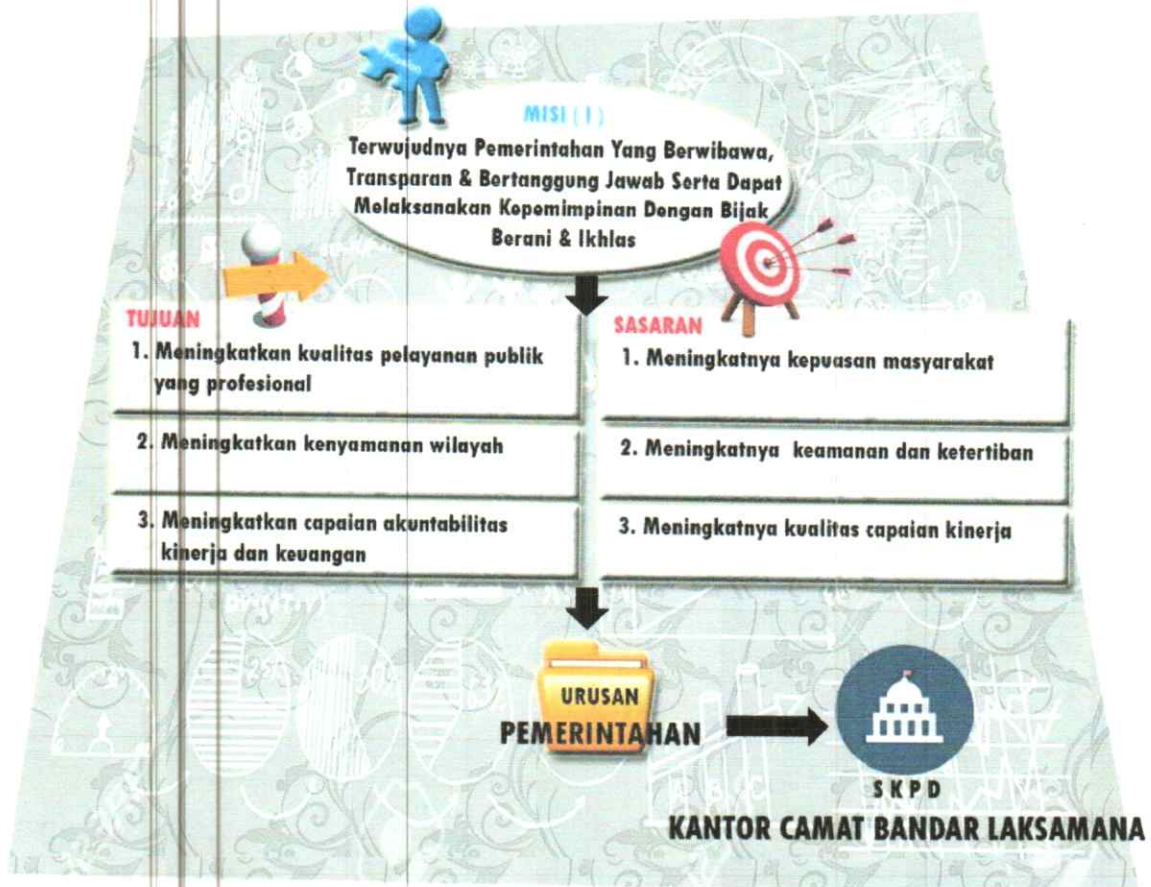 MISI ( I )
Terwujudnya Pemerintahan Yang Berwibawa,
Transparan & Bertanggung Jawab Serta Dapat
Melaksanakan Kepemimpinan Dengan Bijak
Berani & Ikhlas
TUJUAN
1. Meningkatkan kualitas pelayanan publik
yang profesional
2. Meningkatkan kenyamanan wilayah
3. Meningkatkan capaian akuntabilitas
kinerja dan keuangan
SASARAN
1. Meningkatnya kepuasan masyarakat
2. Meningkatnya keamanan dan ketertiban
3. Meningkatnya kualitas capaian kinerja
URUSAN
PEMERINTAHAN
SKPD
KANTOR CAMAT BANDAR LAKSAMANA